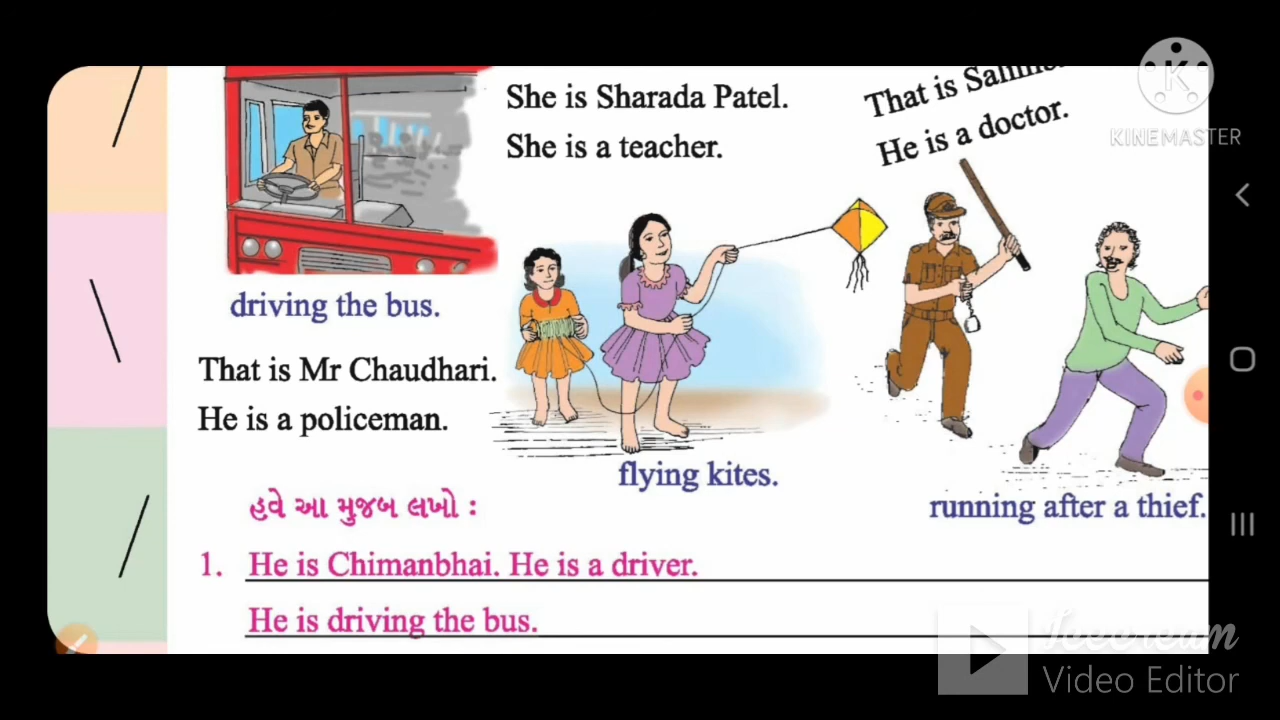 She is Sharada Patel.
She is a teacher.
That is
He is a doctor.
driving the bus.
That is Mr Chaudhari.
He is a policeman.
flying kites.
running after a thief.
હવે આ મુજબ લખો :
1. He is Chimanbhai. He is a driver.
He is driving the bus.
K
KINEMASTER
Video Editor